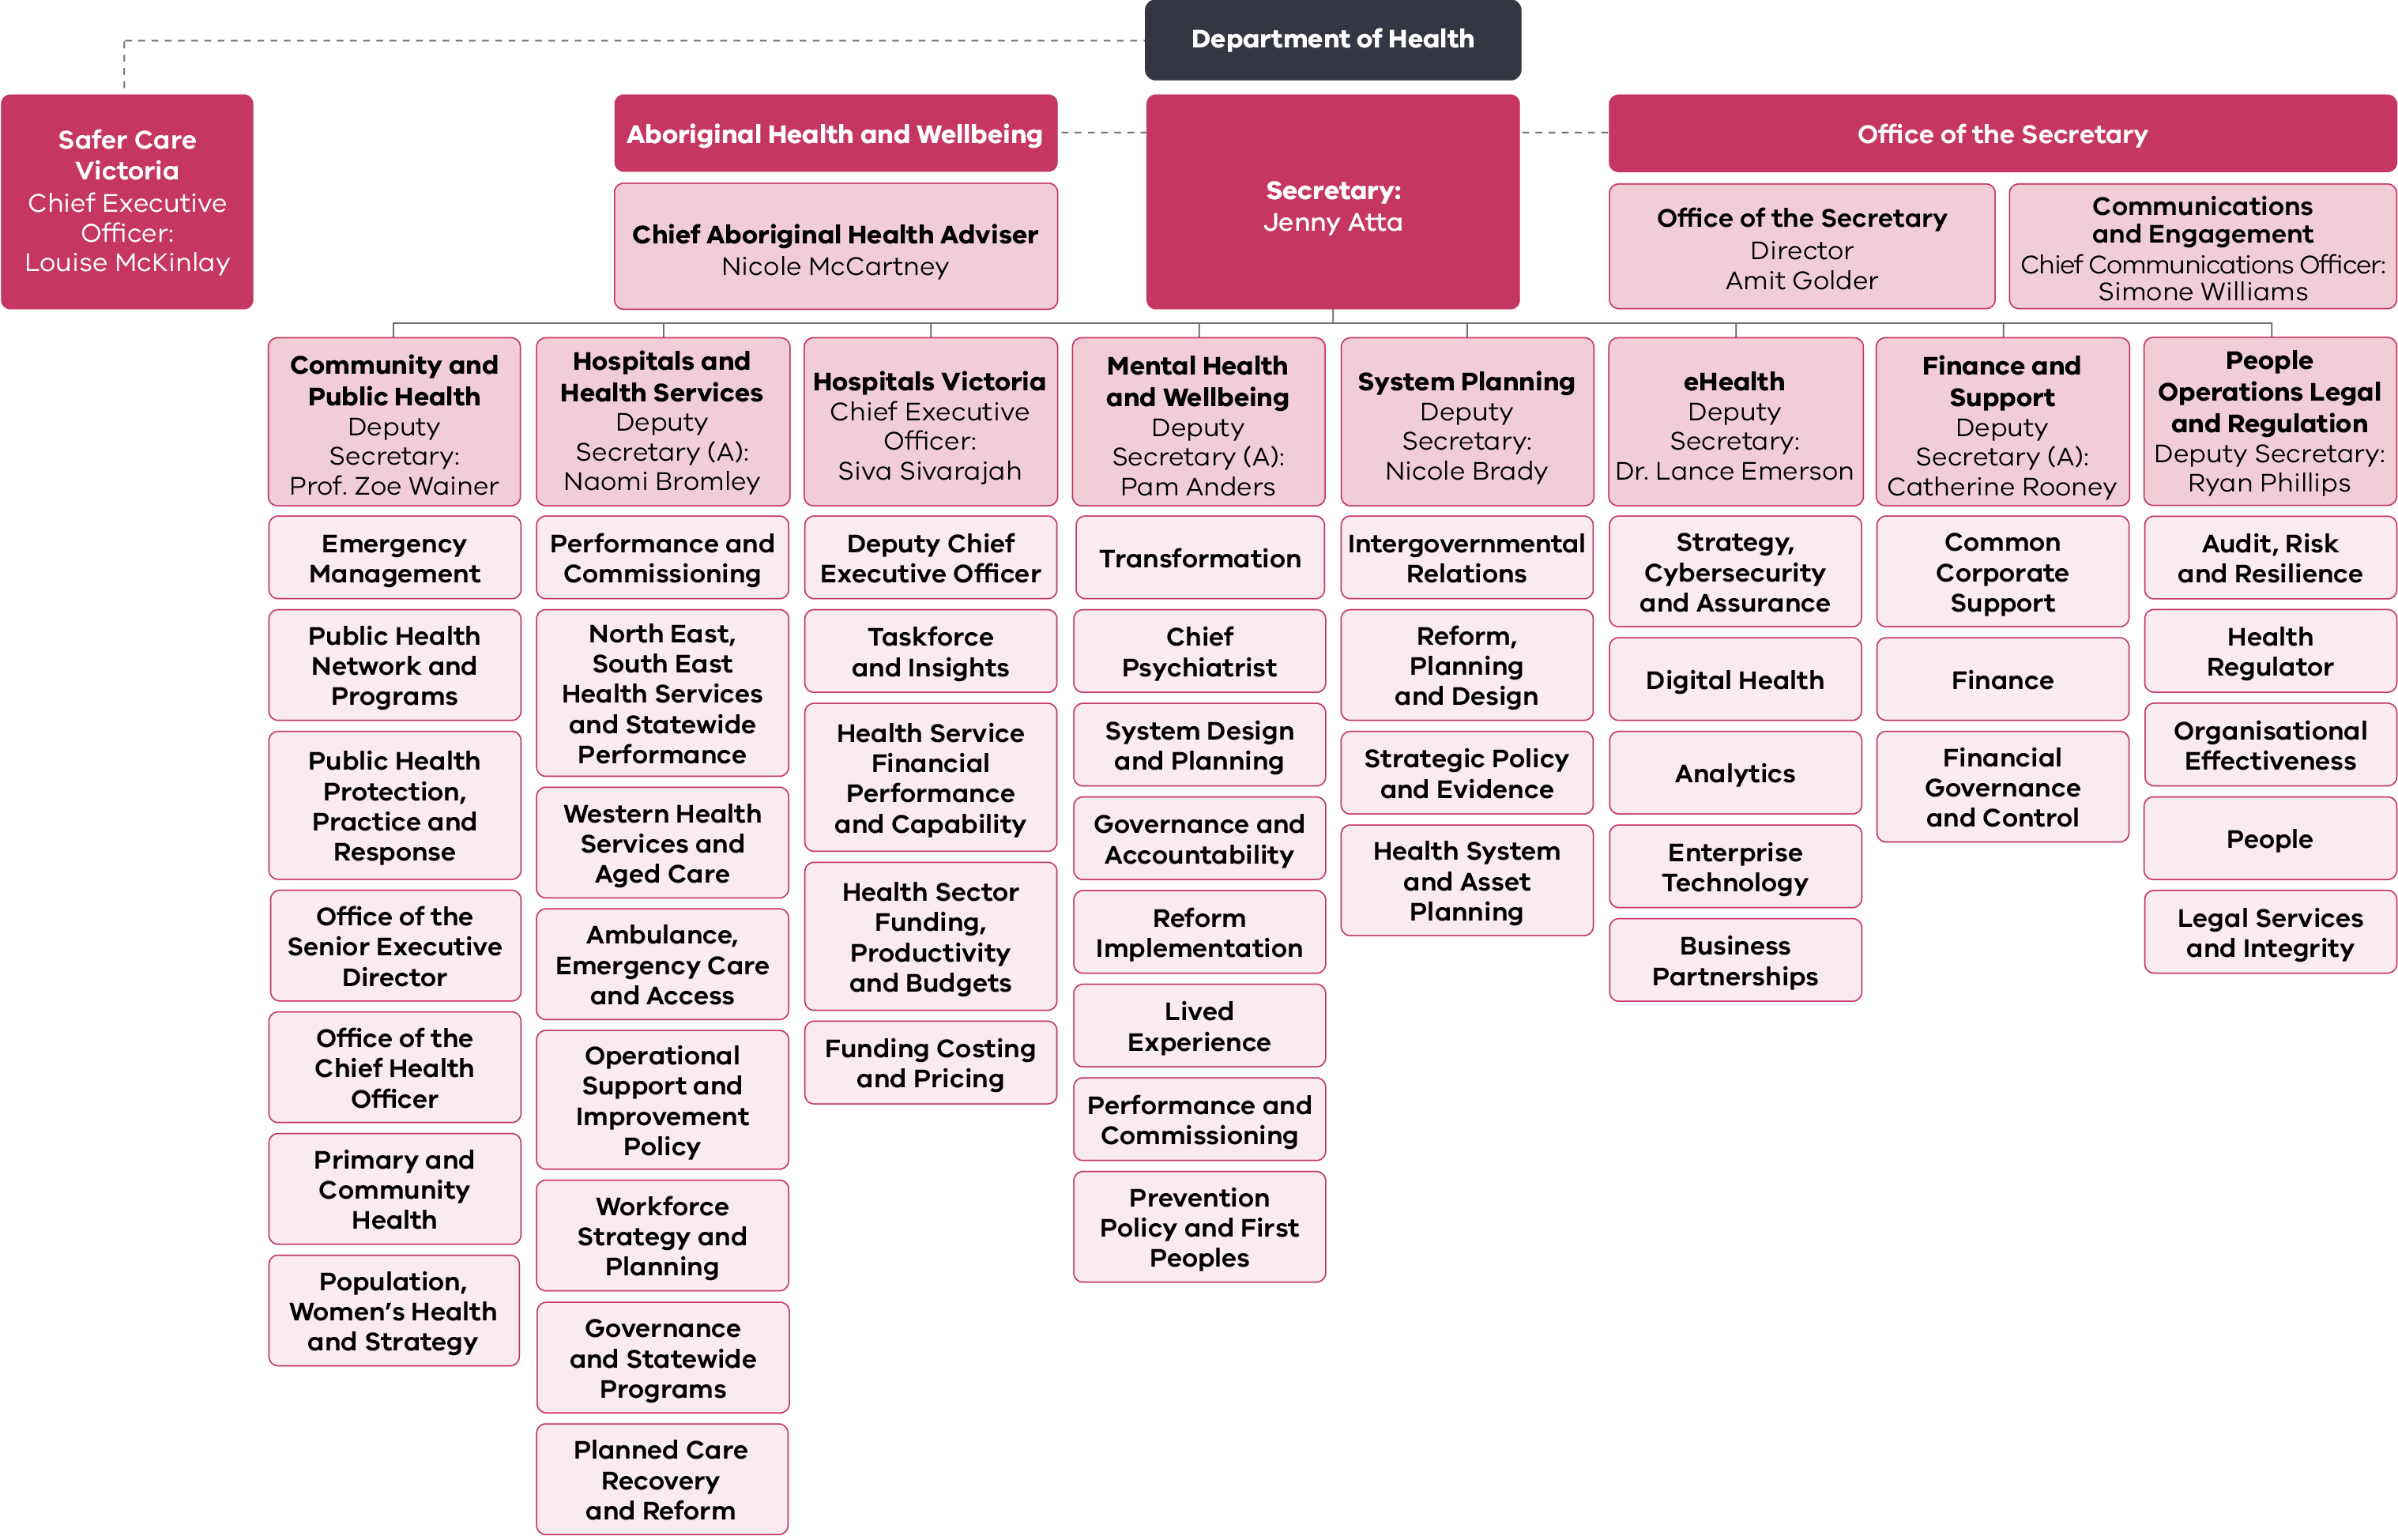 Department of Health
Safer Care
Victoria
Chief Executive
Officer:
Louise McKinlay
Aboriginal Health and Wellbeing
Chief Aboriginal Health Adviser
Nicole McCartney
Secretary:
Jenny Atta
Office of the Secretary
Office of the Secretary
Director
Amit Golder
Communications
and Engagement
Chief Communications Officer:
Simone Williams
Community and
Public Health
Deputy
Secretary:
Prof. Zoe Wainer
Emergency
Management
Public Health
Network and
Programs
Public Health
Protection,
Practice and
Response
Office of the
Senior Executive
Director
Office of the
Chief Health
Officer
Primary and
Community
Health
Population,
Women’s Health
and Strategy
Hospitals and
Health Services
Deputy
Secretary (A):
Naomi Bromley
Performance and
Commissioning
North East,
South East
Health Services
and Statewide
Performance
Western Health
Services and
Aged Care
Ambulance,
Emergency Care
and Access
Operational
Support and
Improvement
Policy
Workforce
Strategy and
Planning
Governance
and Statewide
Programs
Planned Care
Recovery
and Reform
Hospitals Victoria
Chief Executive
Officer:
Siva Sivarajah
Deputy Chief
Executive Officer
Taskforce
and Insights
Health Service
Financial
Performance
and Capability
Health Sector
Funding,
Productivity
and Budgets
Funding Costing
and Pricing
Mental Health
and Wellbeing
Deputy
Secretary (A):
Pam Anders
Transformation
Chief
Psychiatrist
System Design
and Planning
Governance and
Accountability
Reform
Implementation
Lived
Experience
Performance and
Commissioning
Prevention
Policy and First
Peoples
System Planning
Deputy
Secretary:
Nicole Brady
Intergovernmental
Relations
Reform,
Planning
and Design
Strategic Policy
and Evidence
Health System
and Asset
Planning
eHealth
Deputy
Secretary:
Dr. Lance Emerson
Strategy,
Cybersecurity
and Assurance
Digital Health
Analytics
Enterprise
Technology
Business
Partnerships
Finance and
Support
Deputy
Secretary (A):
Catherine Rooney
Common
Corporate
Support
Finance
Financial
Governance
and Control
People
Operations Legal
and Regulation
Deputy Secretary:
Ryan Phillips
Audit, Risk
and Resilience
Health
Regulator
Organisational
Effectiveness
People
Legal Services
and Integrity